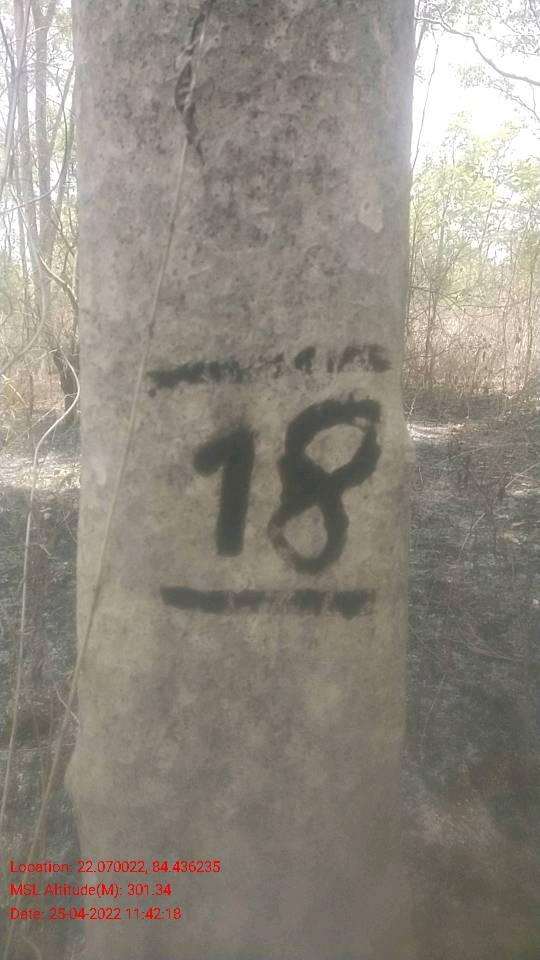 18
Location: 22.070022, 84.436235
MSL Altitude(M): 301.34
Date: 25-04-2022 11:42:18